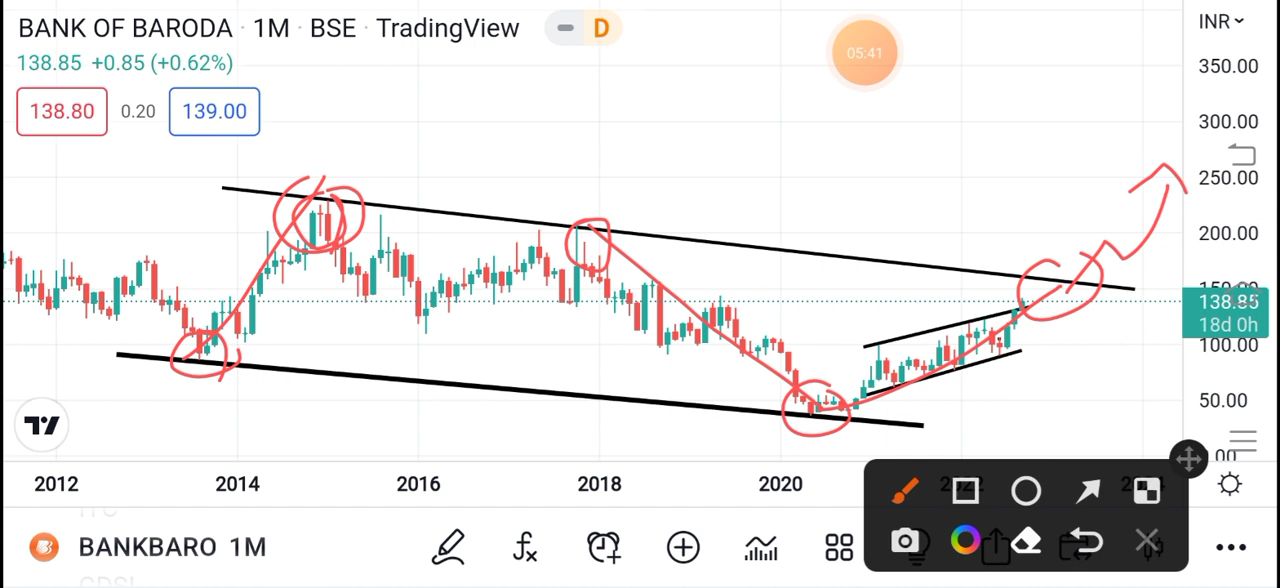 BANK OF BARODA · 1M · BSE · TradingView
D
05:41
INR
138.85 +0.85 (+0.62%)
138.80
0.20
139.00
350.00
300.00
250.00
200.00
138.85
18d 0h
100.00
50.00
2012
2014
2016
2018
2020
2022
BANKBARO 1M
fx